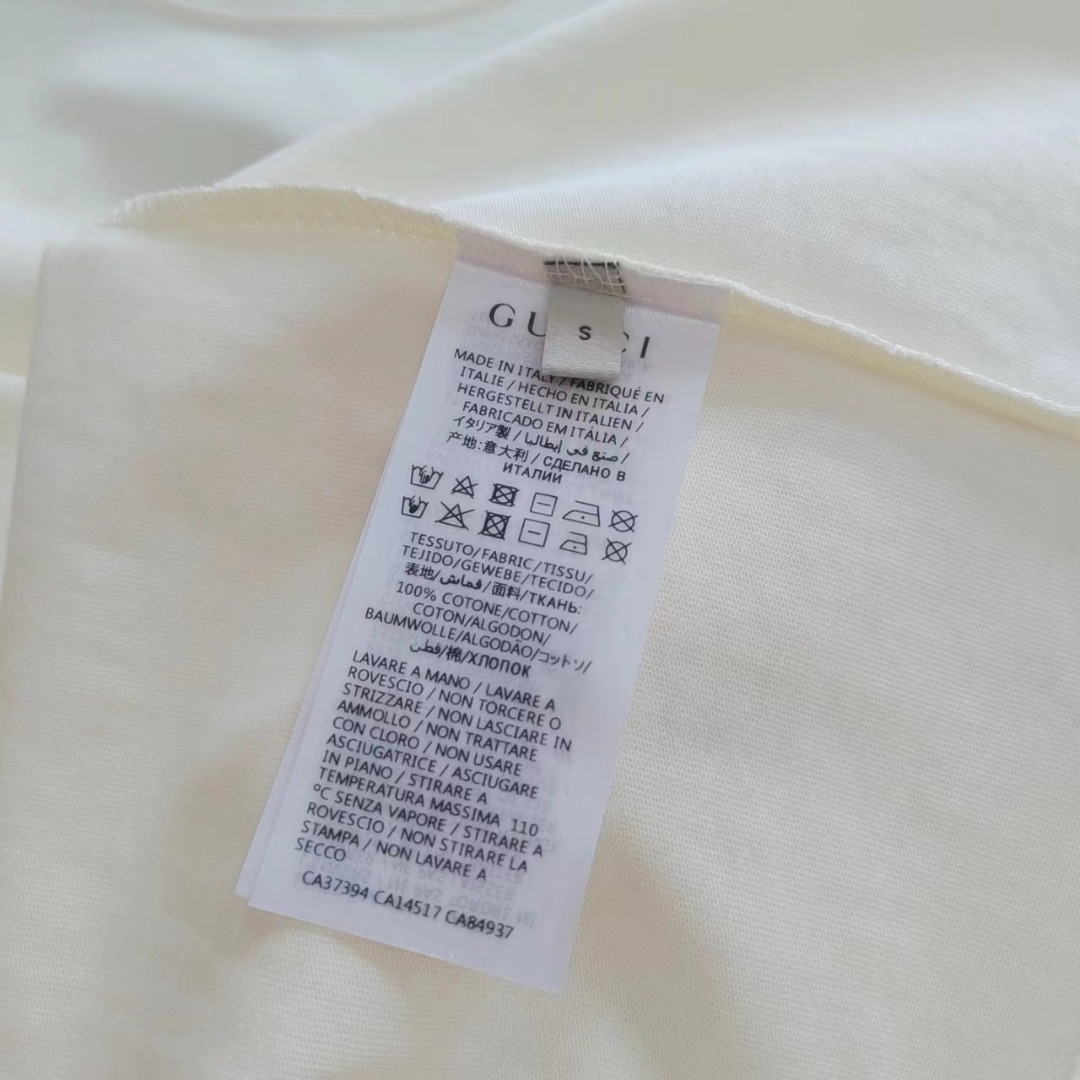 GUCCI
S
MADE IN ITALY / FABRIQUÉ EN
ITALIE / HECHO EN ITALIA /
HERGESTELLT IN ITALIEN /
FABRICADO EM ITÁLIA /
イタリア製 / صنع في إيطاليا /
产地:意大利 / СДЕЛАНО В
ИТАЛИИ
TESSUTO/FABRIC/TISSU/
TEJIDO/GEWEBE/TECIDO/
表地/قماش/面料/ТКАНЬ:
100% COTONE/COTTON/
COTON/ALGODON/
BAUMWOLLE/ALGODÃO/コットン/
قطن/棉/ХЛОПОК
LAVARE A MANO / LAVARE A
ROVESCIO / NON TORCERE O
STRIZZARE / NON LASCIARE IN
AMMOLLO / NON TRATTARE
CON CLORO / NON USARE
ASCIUGATRICE / ASCIUGARE
IN PIANO / STIRARE A
TEMPERATURA MASSIMA 110
°C SENZA VAPORE / STIRARE A
ROVESCIO / NON STIRARE LA
STAMPA / NON LAVARE A
SECCO
CA37394 CA14517 CA84937